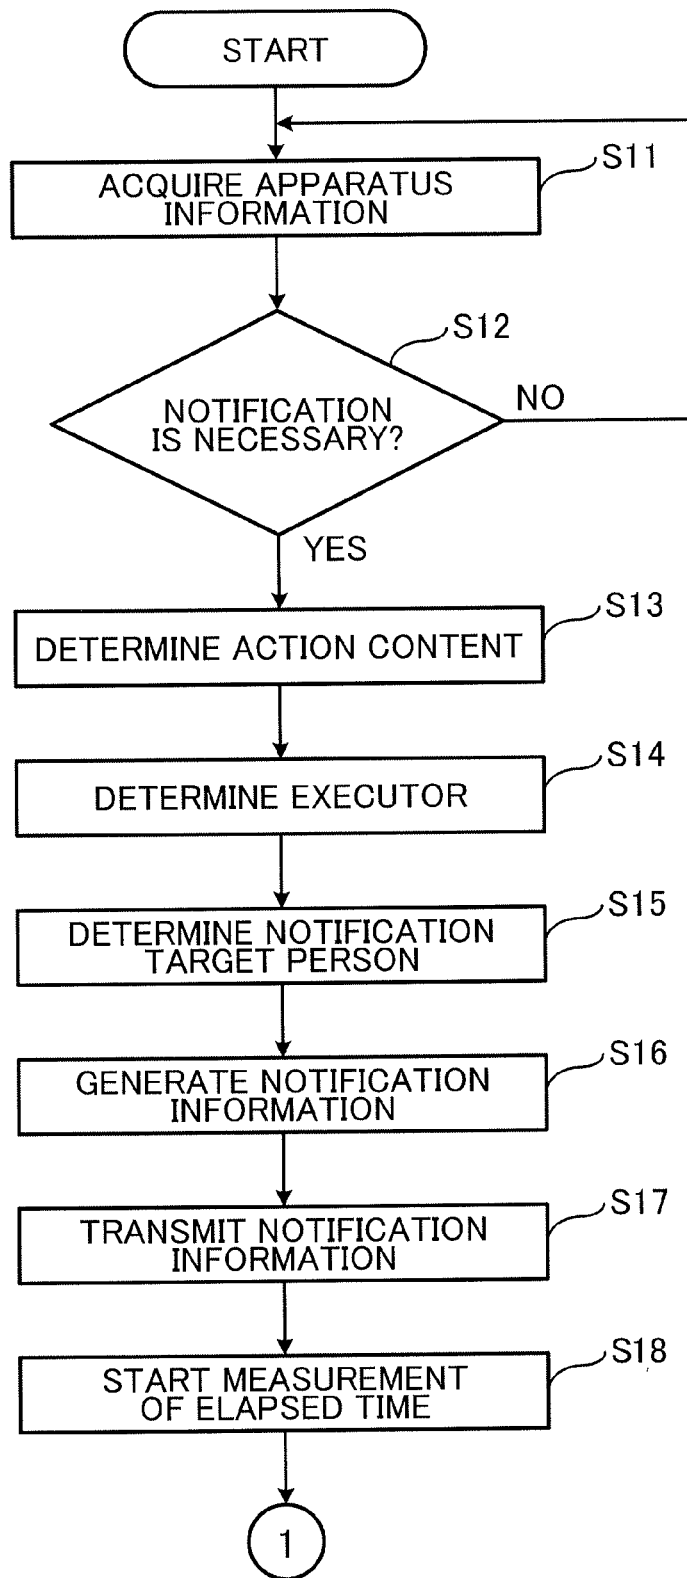 START
S11
ACQUIRE APPARATUS
INFORMATION
S12
NOTIFICATION
IS NECESSARY?
NO
YES
S13
DETERMINE ACTION CONTENT
S14
DETERMINE EXECUTOR
S15
DETERMINE NOTIFICATION
TARGET PERSON
S16
GENERATE NOTIFICATION
INFORMATION
S17
TRANSMIT NOTIFICATION
INFORMATION
S18
START MEASUREMENT
OF ELAPSED TIME
1